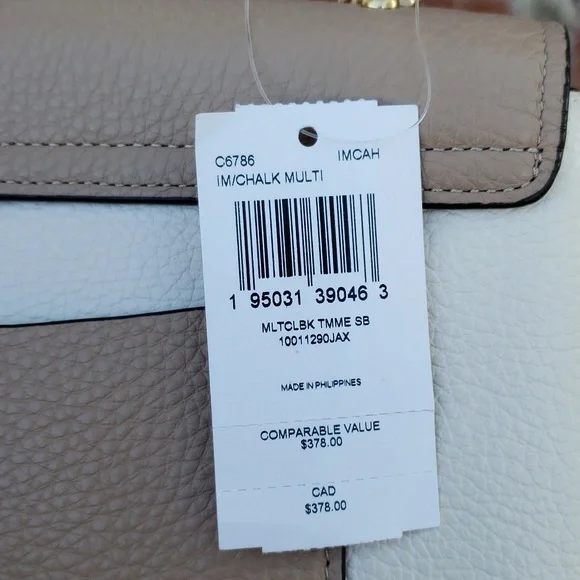 C6786 IMCAH
IM/CHALK MULTI
1 95031 39046 3
MLTCLBK TMME SB
10011290JAX
MADE IN PHILIPPINES
COMPARABLE VALUE
$378.00
CAD
$378.00